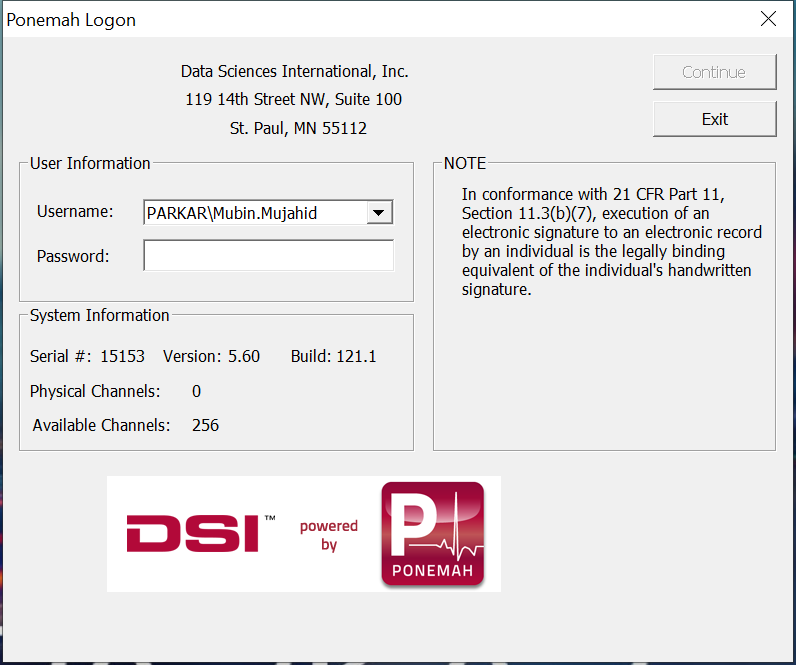 Ponemah Logon
Data Sciences International, Inc.
119 14th Street NW, Suite 100
St. Paul, MN 55112
Continue
Exit
User Information
Username: PARKAR\Mubin.Mujahid
Password:
System Information
Serial #: 15153 Version: 5.60 Build: 121.1
Physical Channels: 0
Available Channels: 256
NOTE
In conformance with 21 CFR Part 11,
Section 11.3(b)(7), execution of an
electronic signature to an electronic record
by an individual is the legally binding
equivalent of the individual's handwritten
signature.
DSI™
powered
by
P
PONEMAH